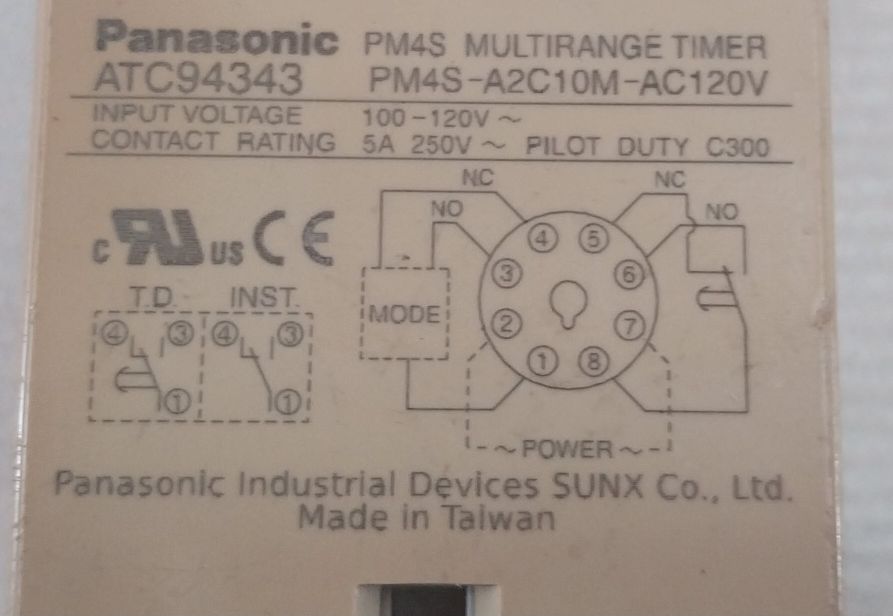 Panasonic PM4S MULTIRANGE TIMER
ATC94343 PM4S-A2C10M-AC120V
INPUT VOLTAGE 100-120V ~
CONTACT RATING 5A 250V ~ PILOT DUTY C300
NC NC
NO NO
c RU US CE
④ ⑤
③ ⑥
T.D. INST.
MODE
② ⑦
④ ③ ④ ③
① ⑧
① ①
~POWER~
Panasonic Industrial Devices SUNX Co., Ltd.
Made in Taiwan